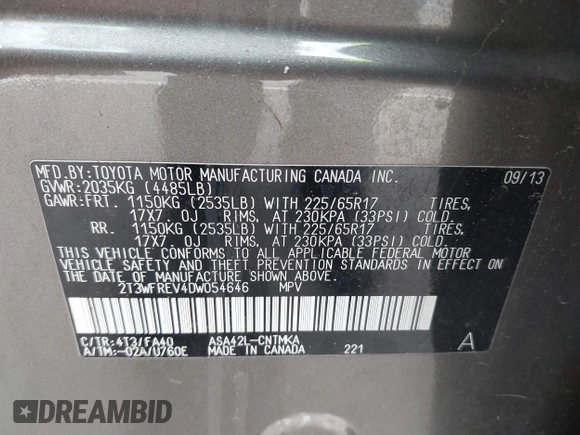 MFD.BY:TOYOTA MOTOR MANUFACTURING CANADA INC. 09/13
GVWR:2035KG (4485LB)
GAWR:FRT. 1150KG (2535LB) WITH 225/65R17 TIRES,
17X7.0J RIMS, AT 230KPA (33PSI) COLD.
RR. 1150KG (2535LB) WITH 225/65R17 TIRES,
17X7.0J RIMS, AT 230KPA (33PSI) COLD.
THIS VEHICLE CONFORMS TO ALL APPLICABLE FEDERAL MOTOR
VEHICLE SAFETY AND THEFT PREVENTION STANDARDS IN EFFECT ON
THE DATE OF MANUFACTURE SHOWN ABOVE.
2T3WFREV4DW054646 MPV
C/TR:4T3/FA40 ASA42L-CNTMKA
A/TM:-02A/U760E MADE IN CANADA 221
A
DREAMBID